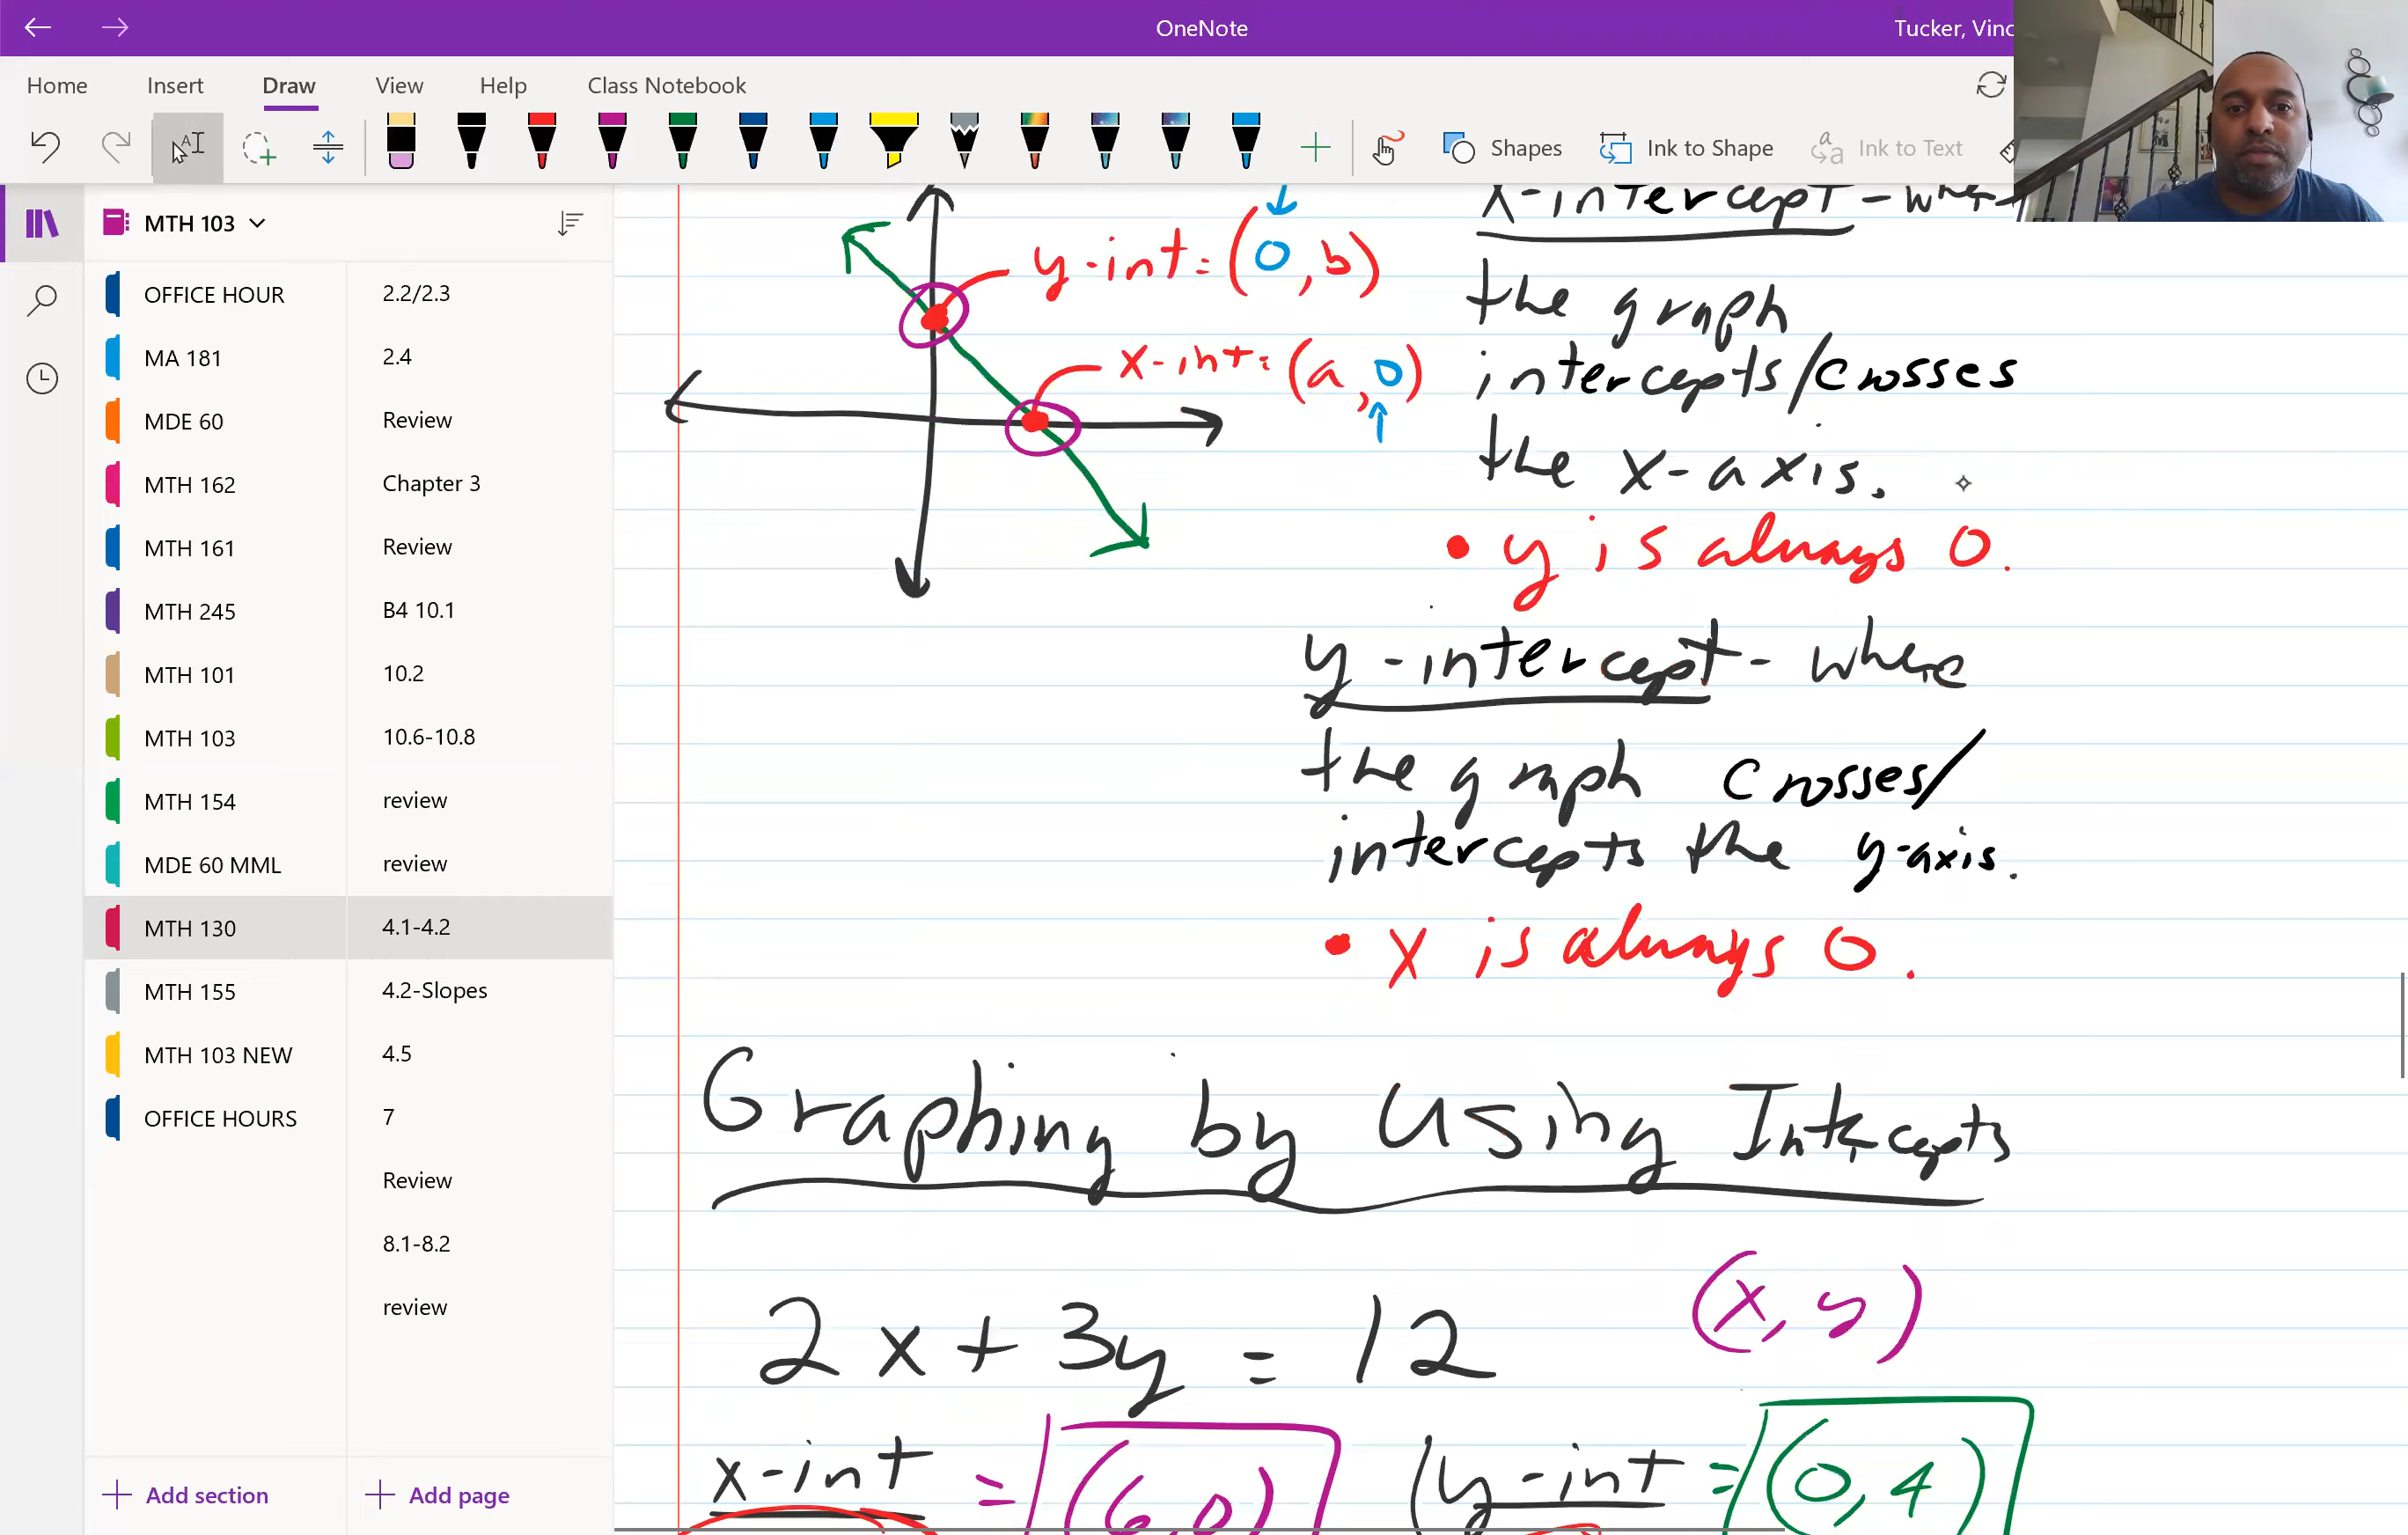 OneNote
Tucker, Vinc
Home Insert Draw View Help Class Notebook
Shapes Ink to Shape Ink to Text
MTH 103
OFFICE HOUR
MA 181
MDE 60
MTH 162
MTH 161
MTH 245
MTH 101
MTH 103
MTH 154
MDE 60 MML
MTH 130
MTH 155
MTH 103 NEW
OFFICE HOURS
Add section
2.2/2.3
2.4
Review
Chapter 3
Review
B4 10.1
10.2
10.6-10.8
review
review
4.1-4.2
4.2-Slopes
4.5
7
Review
8.1-8.2
review
Add page
y-int = (0, b)
x-int = (a, 0)
x-intercept - where
the graph
intercepts/crosses
the x-axis.
• y is always 0.
y-intercept - where
the graph crosses/
intercepts the y-axis.
• x is always 0.
Graphing by Using Intercepts
2x + 3y = 12 (x, y)
x-int = (6,0) y-int = (0, 4)